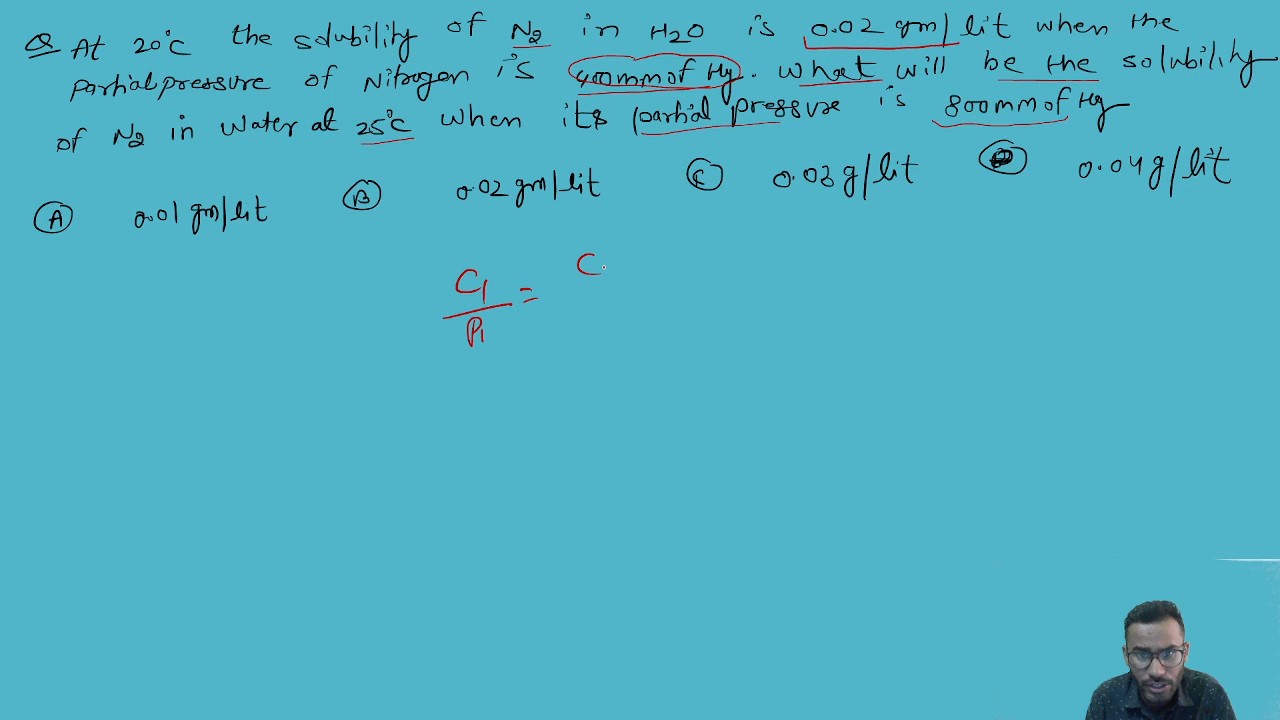 Q At 20°C the solubility of N2 in H2O is 0.02 gm/lit when the
Partial pressure of Nitrogen is 400mm of Hg. What will be the solubility
of N2 in Water at 25°C when its partial pressure is 800mm of Hg
A 0.01 gm/lit B 0.02 gm/lit C 0.03 g/lit D 0.04 g/lit
C1 / P1 = C